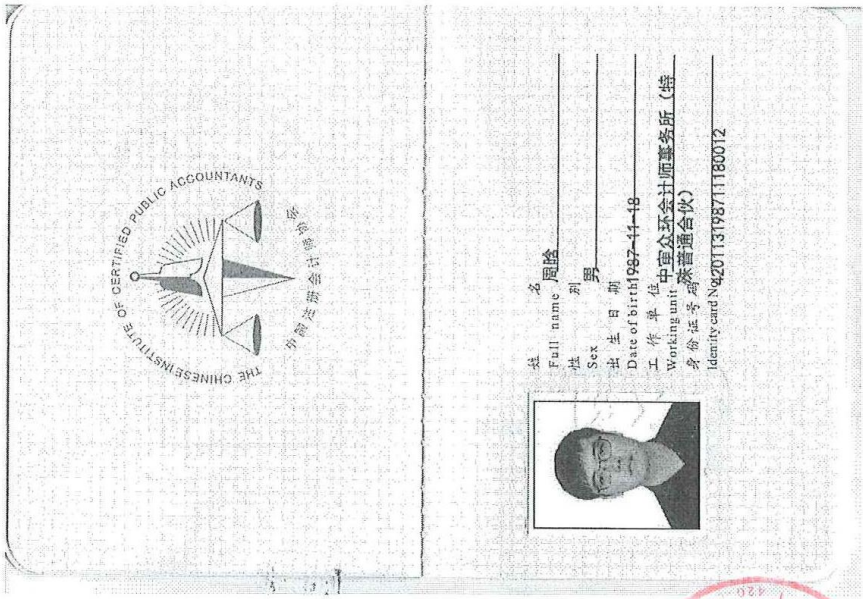 THE CHINESE INSTITUTE OF CERTIFIED PUBLIC ACCOUNTANTS
中国注册会计师协会
姓 名
Full name 周晗
性 别
Sex 男
出 生 日 期
Date of birth 1987-11-18
工 作 单 位
Working unit 中审众环会计师事务所（特
殊普通合伙）
身份证号码
Identity card No. 420113198711180012
420